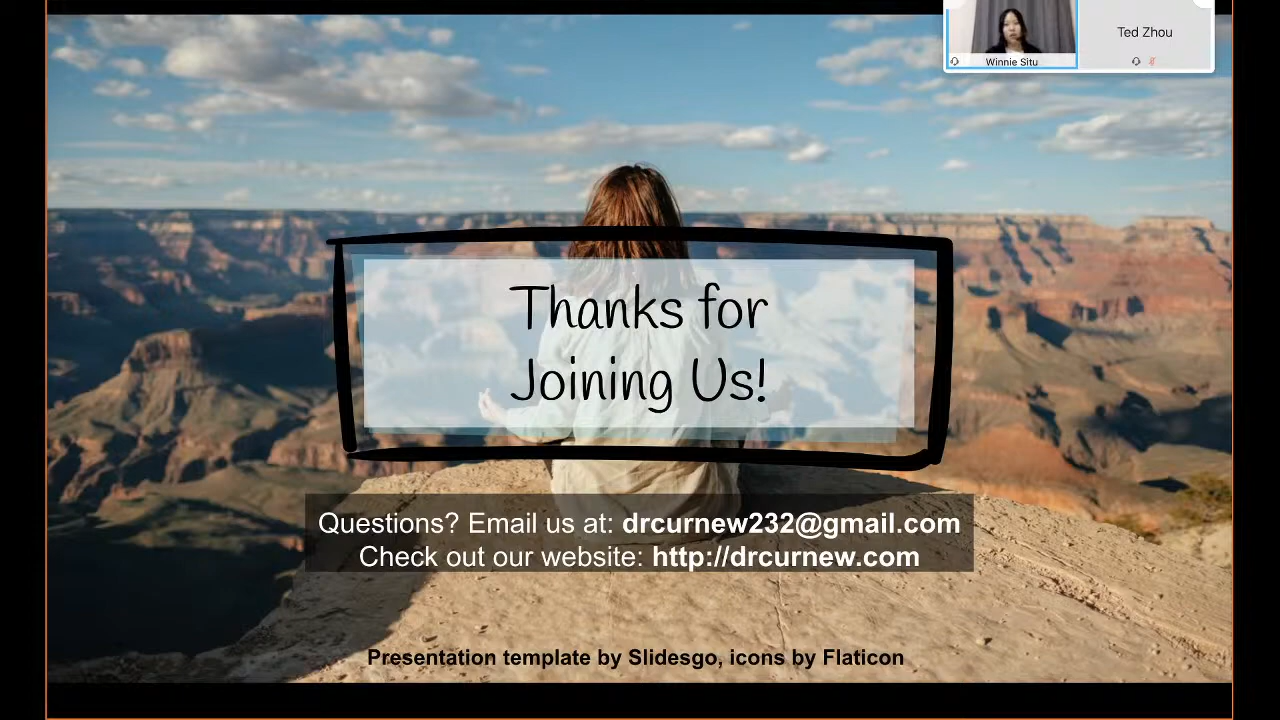 Winnie Situ
Ted Zhou
Thanks for
Joining Us!
Questions? Email us at: drcurnew232@gmail.com
Check out our website: http://drcurnew.com
Presentation template by Slidesgo, icons by Flaticon